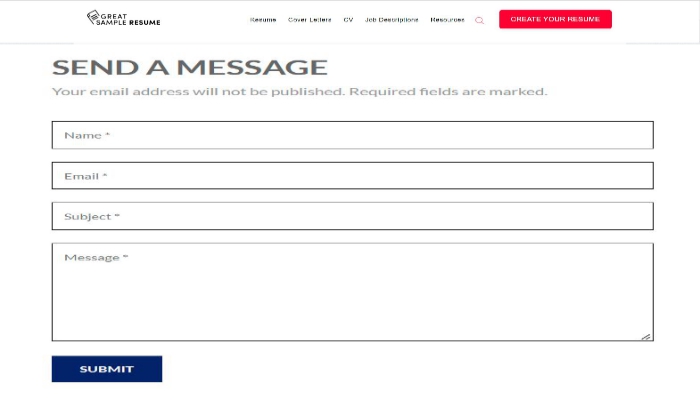 GREAT
SAMPLE RESUME
Resume Cover Letters CV Job Descriptions Resources
CREATE YOUR RESUME
SEND A MESSAGE
Your email address will not be published. Required fields are marked.
Name *
Email *
Subject *
Message *
SUBMIT